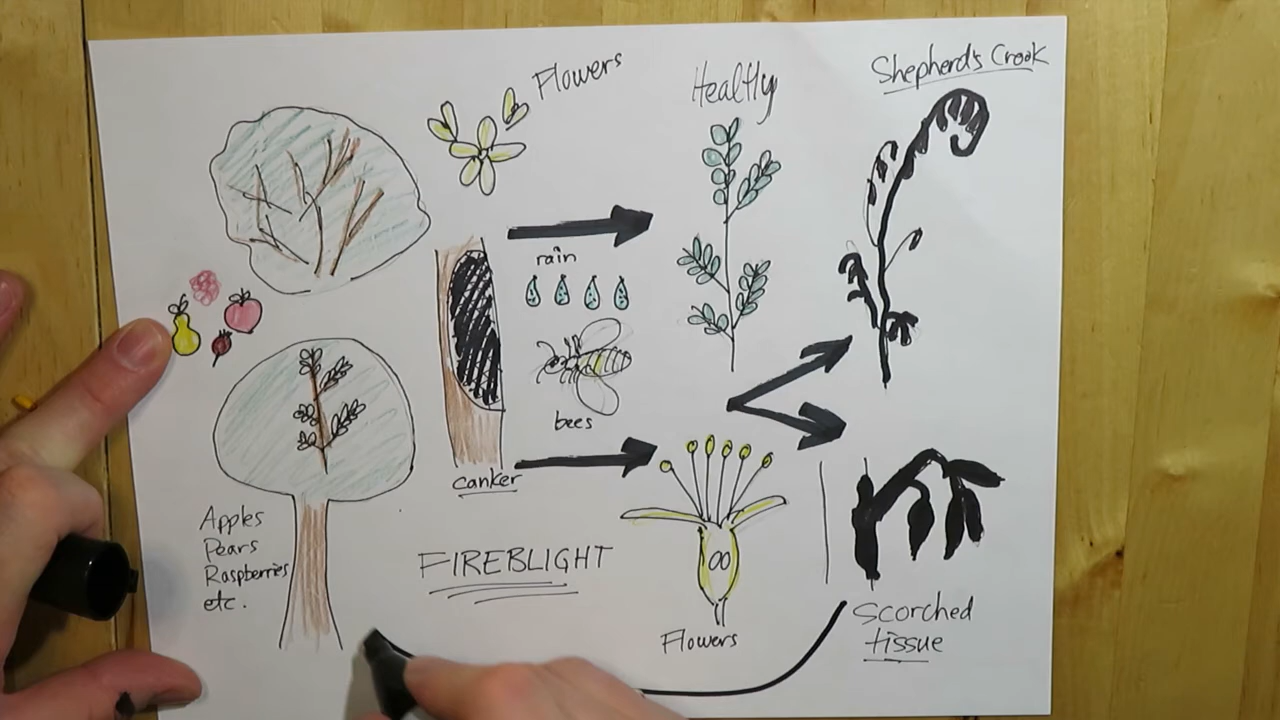 Flowers
Healthy
Shepherd's Crook
rain
bees
canker
Apples
Pears
Raspberries
etc.
FIREBLIGHT
Flowers
Scorched
tissue